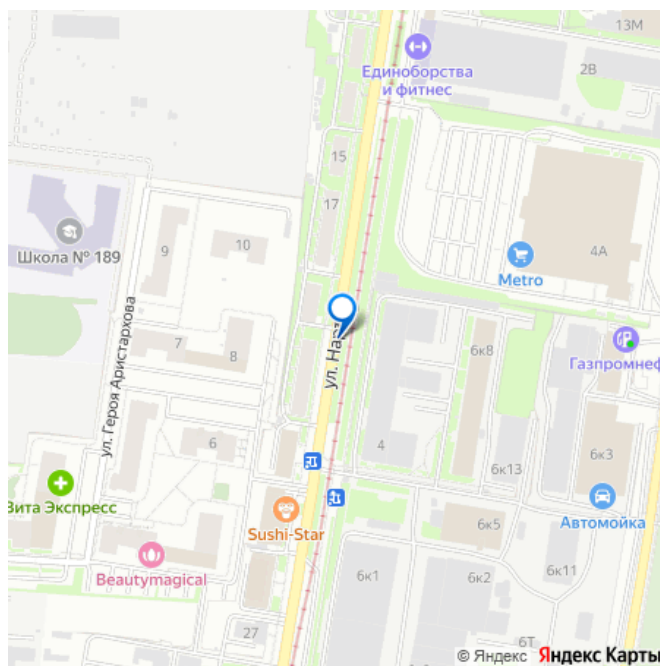 13М
Единоборства
и фитнес
2В
15
17
Школа № 189
9
10
4А
Metro
ул. Героя Аристархова
7
8
6к8
Газпромнеф
6
4
6к13
6к3
Вита Экспресс
Sushi-Star
6к5
Автомойка
Beautymagical
6к1
6к2
6к11
27
6Т
© Яндекс Яндекс Карты